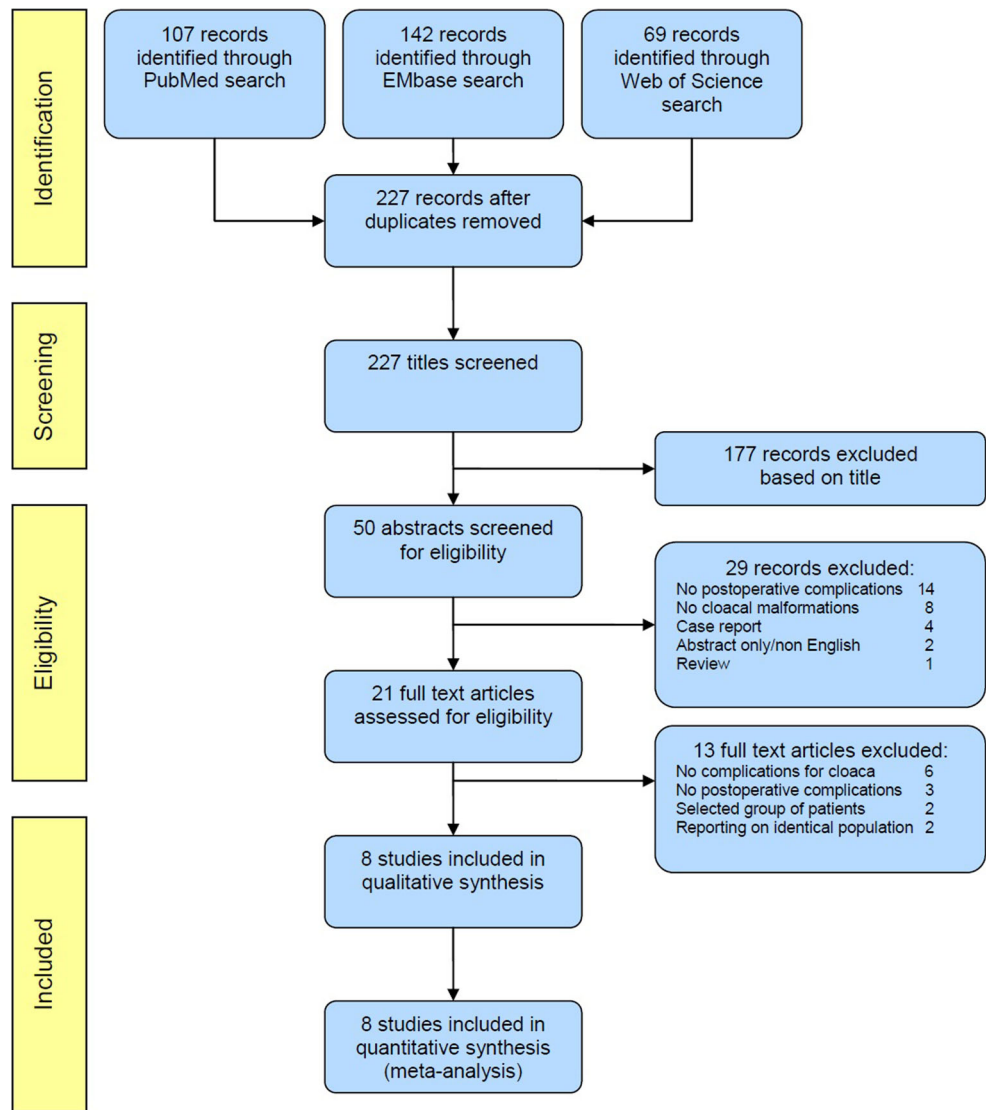 Identification
107 records
identified through
PubMed search
142 records
identified through
EMbase search
69 records
identified through
Web of Science
search
227 records after
duplicates removed
Screening
227 titles screened
177 records excluded
based on title
Eligibility
50 abstracts screened
for eligibility
29 records excluded:
No postoperative complications 14
No cloacal malformations 8
Case report 4
Abstract only/non English 2
Review 1
21 full text articles
assessed for eligibility
13 full text articles excluded:
No complications for cloaca 6
No postoperative complications 3
Selected group of patients 2
Reporting on identical population 2
Included
8 studies included in
qualitative synthesis
8 studies included in
quantitative synthesis
(meta-analysis)